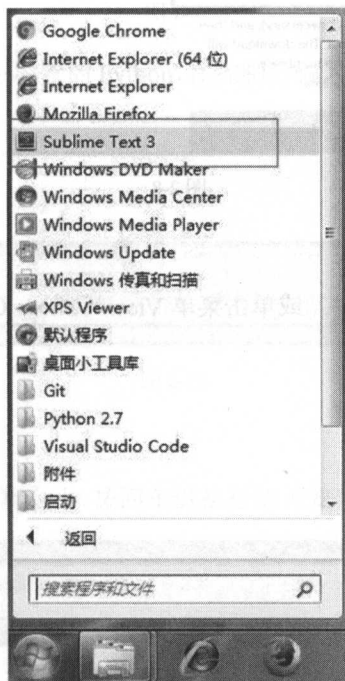 Google Chrome
Internet Explorer (64 位)
Internet Explorer
Mozilla Firefox
Sublime Text 3
Windows DVD Maker
Windows Media Center
Windows Media Player
Windows Update
Windows 传真和扫描
XPS Viewer
默认程序
桌面小工具库
Git
Python 2.7
Visual Studio Code
附件
启动
返回
搜索程序和文件